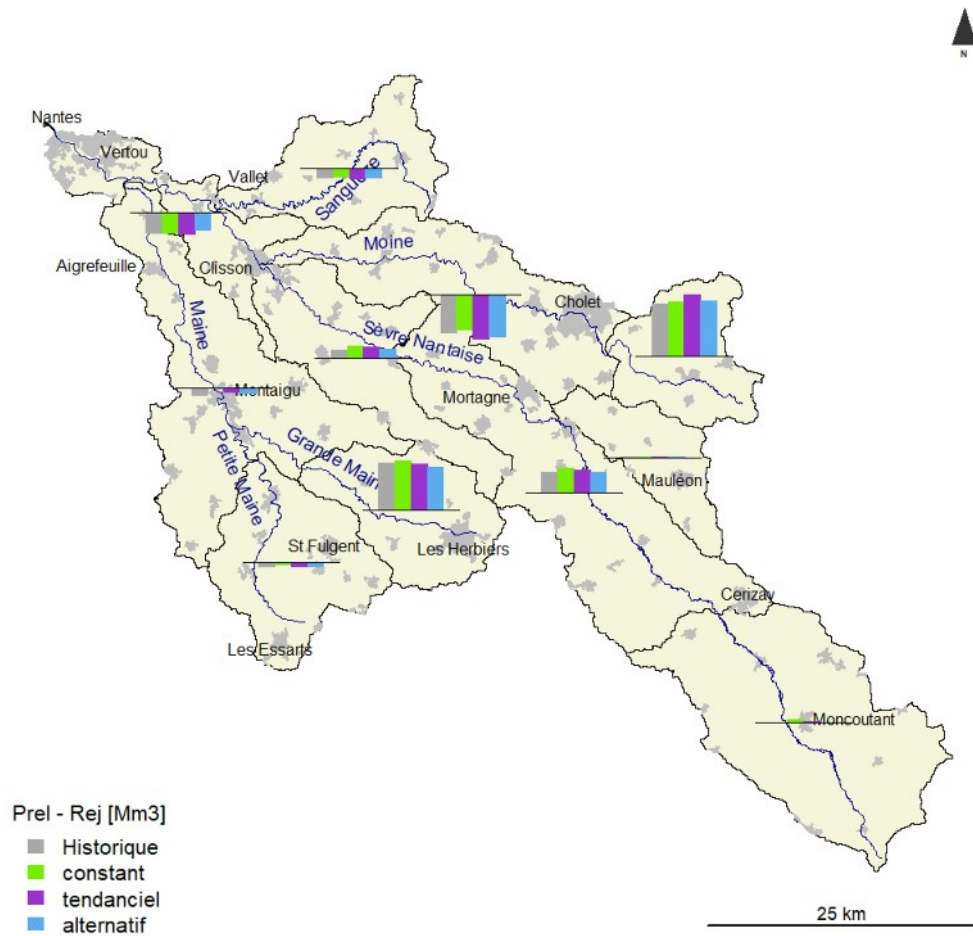 N
Nantes
Vertou
Vallet
Sanguèze
Aigrefeuille
Clisson
Moine
Cholet
Maine
Sèvre Nantaise
Mortagne
Montaigu
Petite Maine
Grande Main
Mauléon
St Fulgent
Les Herbiers
Cerizay
Les Essarts
Moncoutant
Prel - Rej [Mm3]
Historique
constant
tendanciel
alternatif
25 km